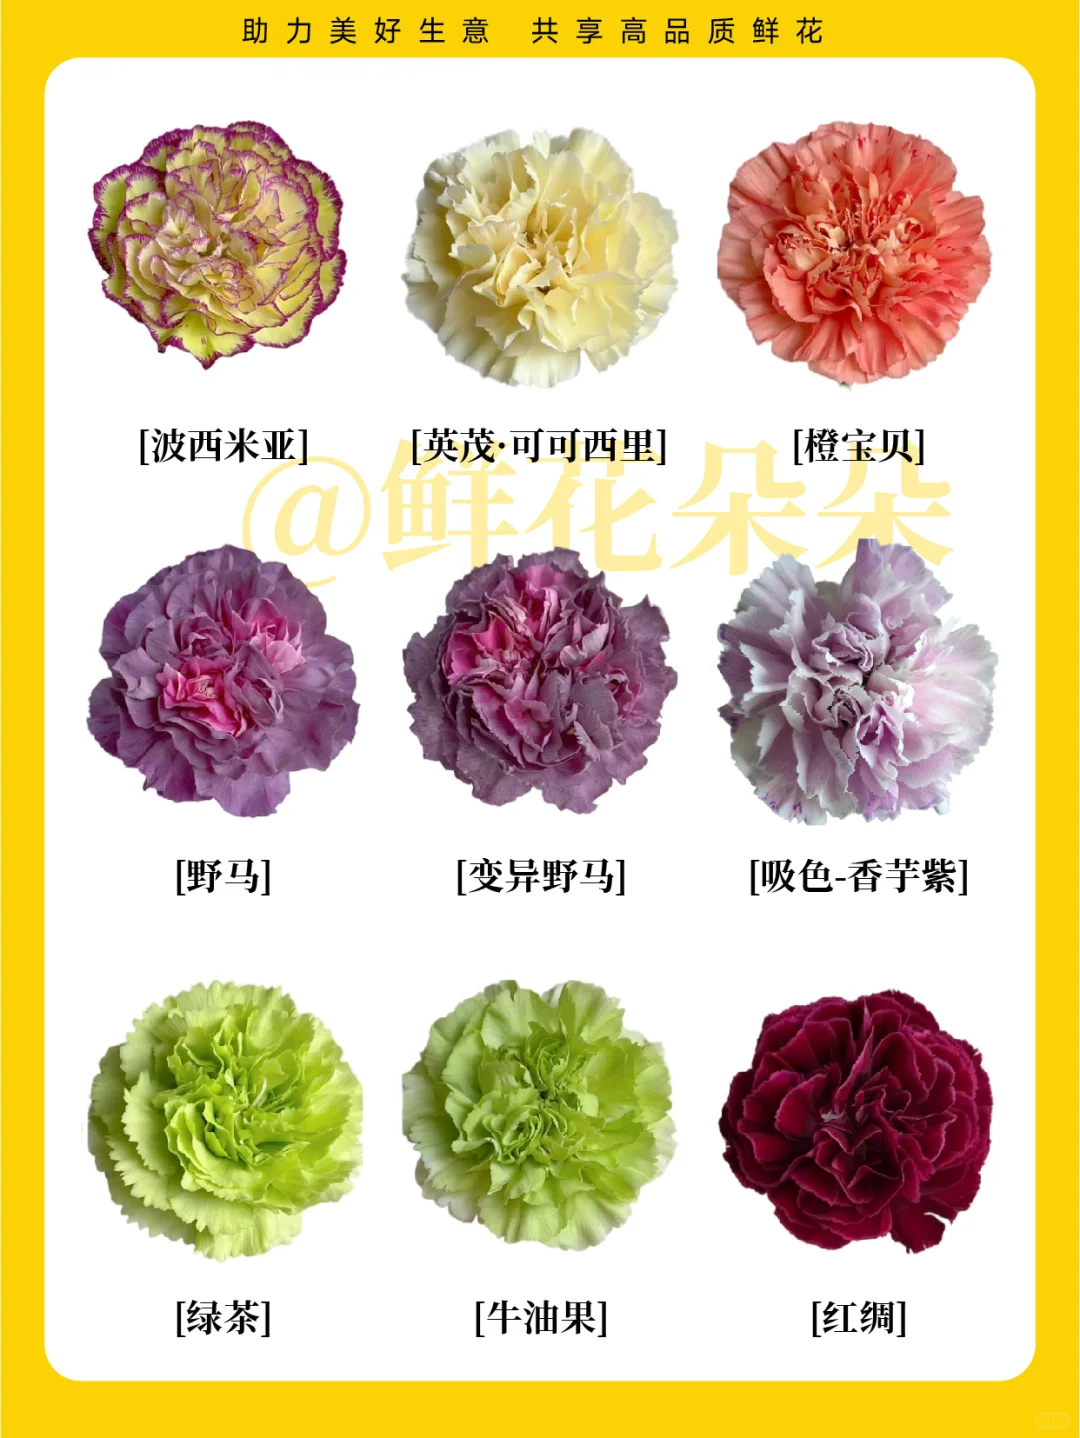 助力美好生意 共享高品质鲜花
[波西米亚]
[英茂·可可西里]
[橙宝贝]
@鲜花朵朵
[野马]
[变异野马]
[吸色-香芋紫]
[绿茶]
[牛油果]
[红绸]